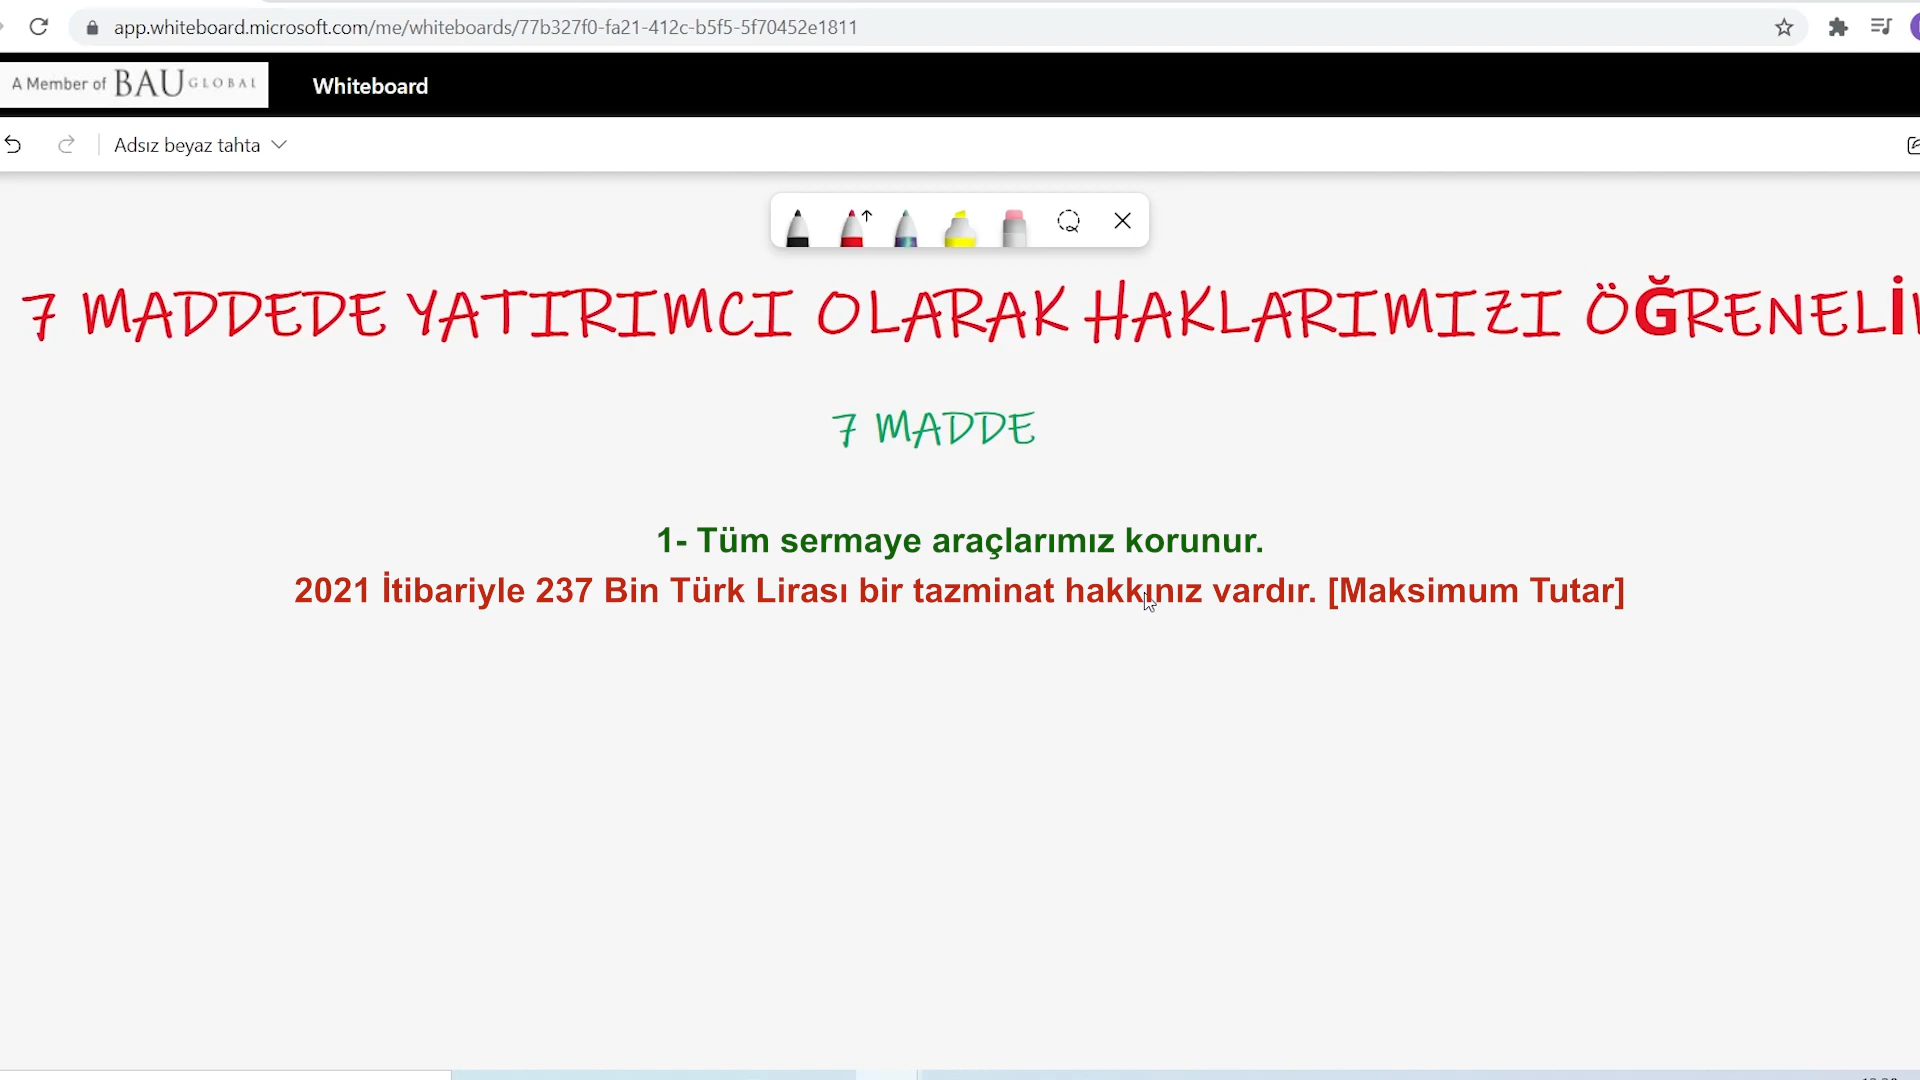 app.whiteboard.microsoft.com/me/whiteboards/77b327f0-fa21-412c-b5f5-5f70452e1811
A Member of BAU GLOBAL
Whiteboard
Adsız beyaz tahta
7 MADDEDE YATIRIMCI OLARAK HAKLARIMIZI ÖĞRENELİ
7 MADDE
1- Tüm sermaye araçlarımız korunur.
2021 İtibariyle 237 Bin Türk Lirası bir tazminat hakkınız vardır. [Maksimum Tutar]